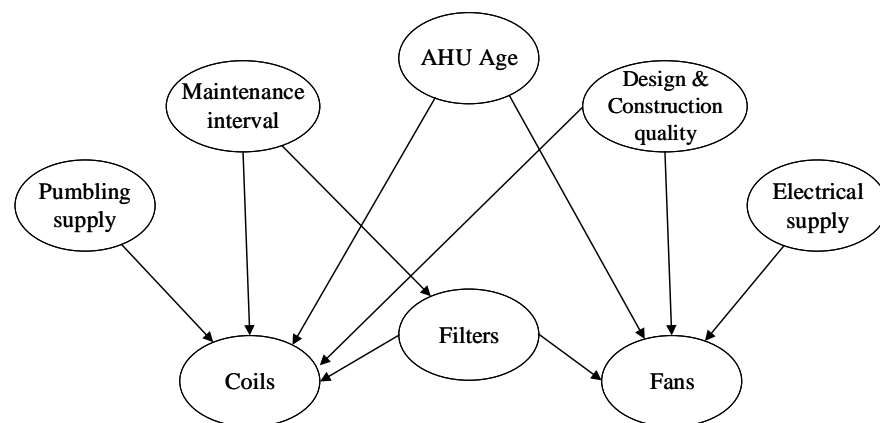 AHU Age
Maintenance
interval
Design &
Construction
quality
Pumbling
supply
Electrical
supply
Filters
Coils
Fans